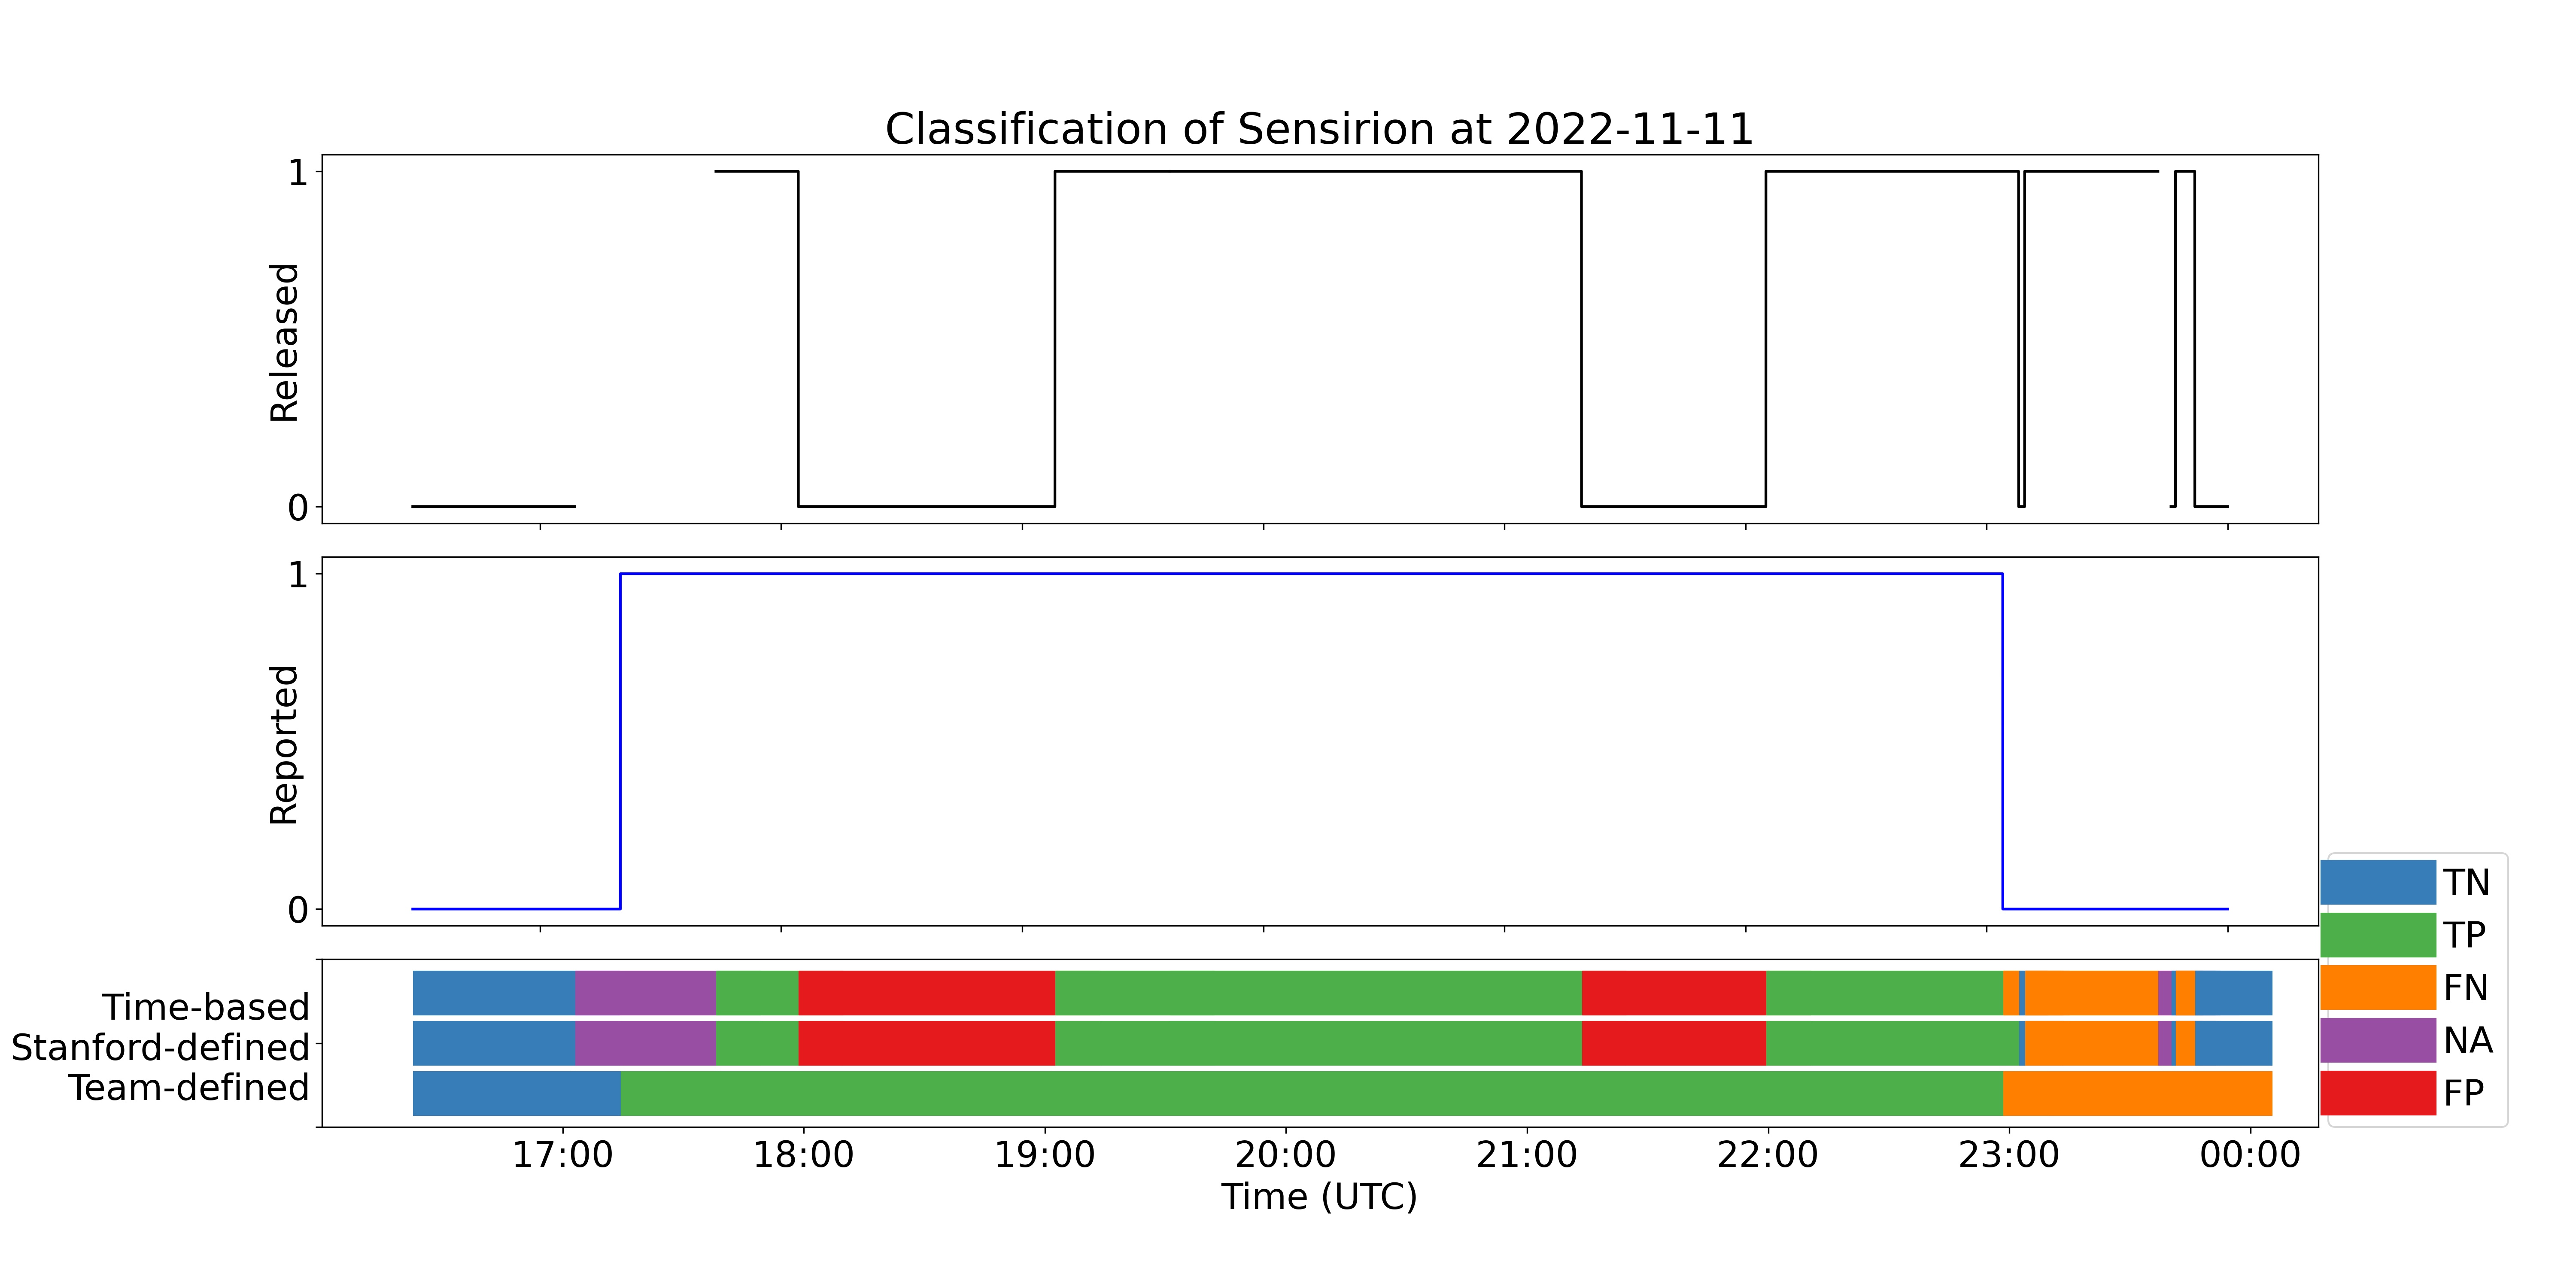 Classification of Sensirion at 2022-11-11
1
Released
0
1
Reported
0
TN
TP
FN
NA
FP
Time-based
Stanford-defined
Team-defined
17:00 18:00 19:00 20:00 21:00 22:00 23:00 00:00
Time (UTC)